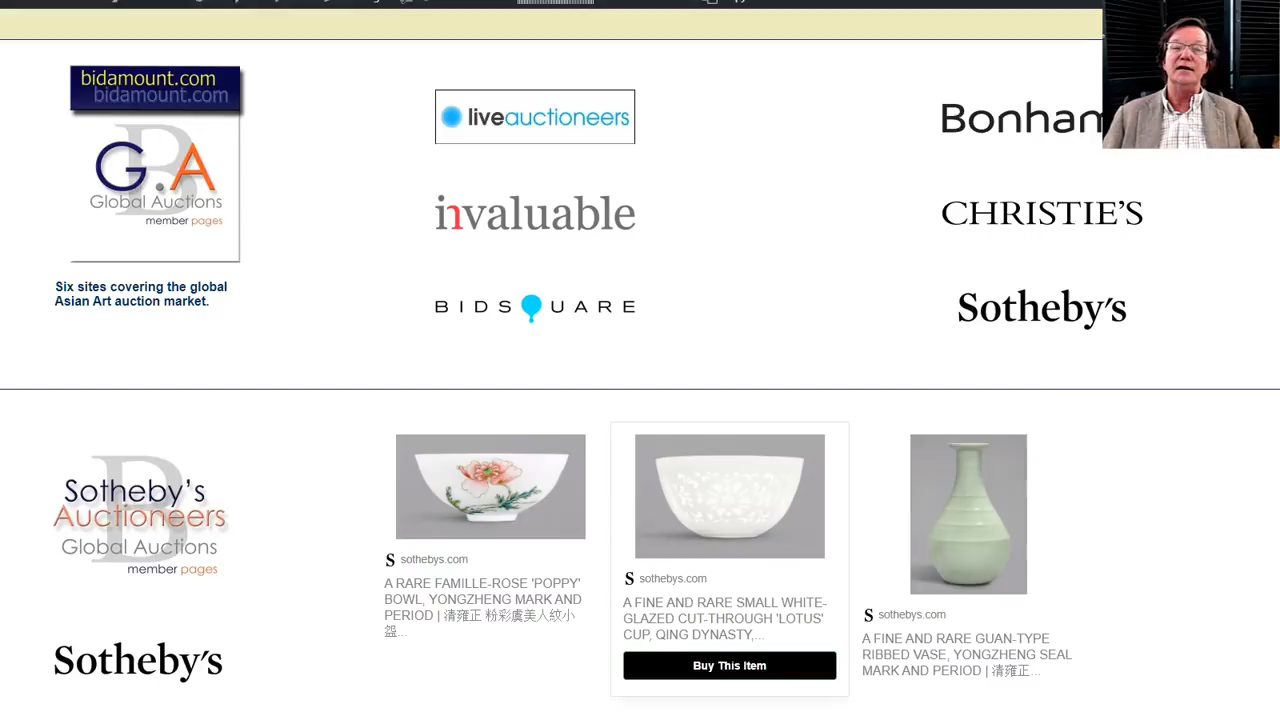 bidamount.com
bidamount.com
G.A
Global Auctions
member pages
Six sites covering the global
Asian Art auction market.
liveauctioneers
invaluable
BIDSQUARE
Bonham
CHRISTIE'S
Sotheby's
Sotheby's
Auctioneers
Global Auctions
member pages
Sotheby's
S sothebys.com
A RARE FAMILLE-ROSE 'POPPY'
BOWL, YONGZHENG MARK AND
PERIOD | 清雍正 粉彩虞美人紋小
盌...
S sothebys.com
A FINE AND RARE SMALL WHITE-
GLAZED CUT-THROUGH 'LOTUS'
CUP, QING DYNASTY,...
Buy This Item
S sothebys.com
A FINE AND RARE GUAN-TYPE
RIBBED VASE, YONGZHENG SEAL
MARK AND PERIOD | 清雍正...